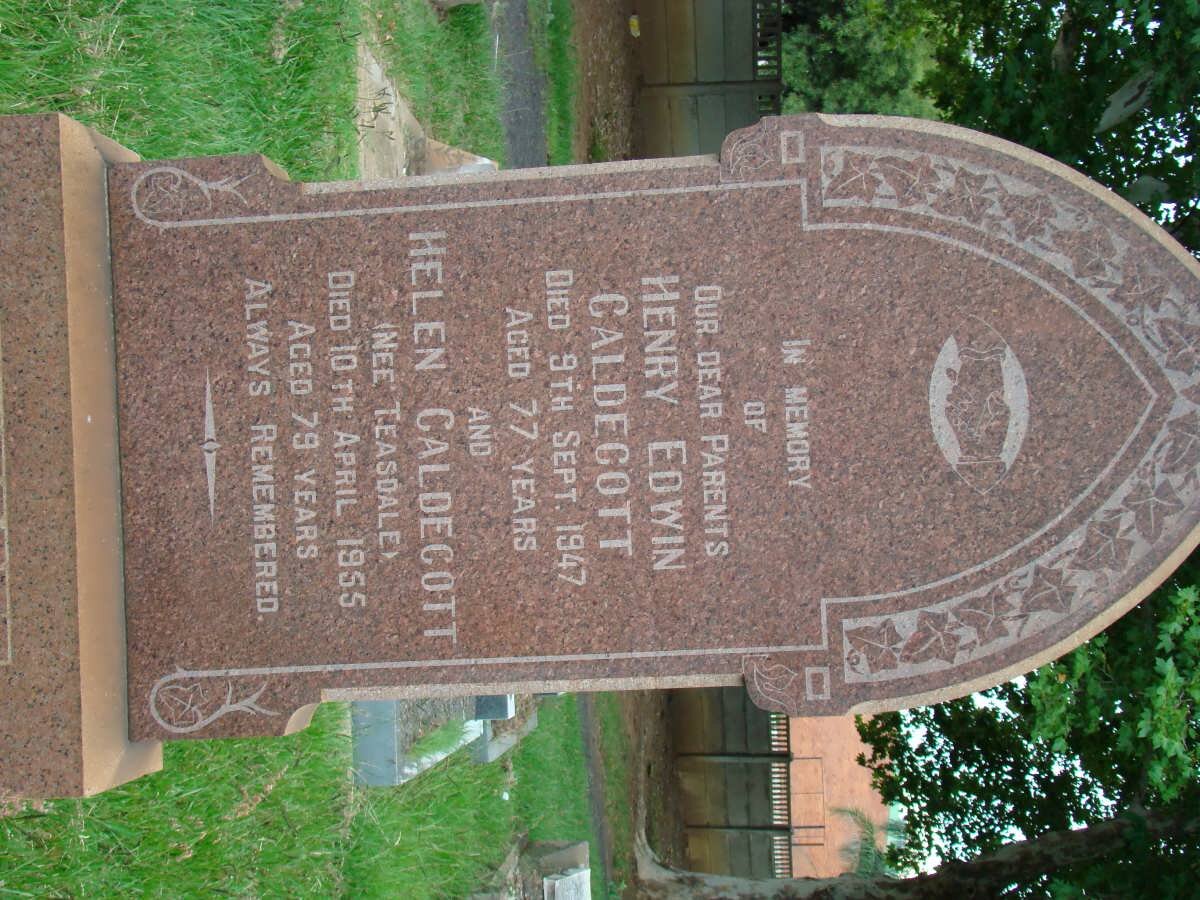 IN MEMORY
OF
OUR DEAR PARENTS
HENRY EDWIN
CALDECOTT
DIED 9TH SEPT. 1947
AGED 77 YEARS
AND
HELEN CALDECOTT
(NEE TEASDALE)
DIED 10TH APRIL 1955
AGED 79 YEARS
ALWAYS REMEMBERED.